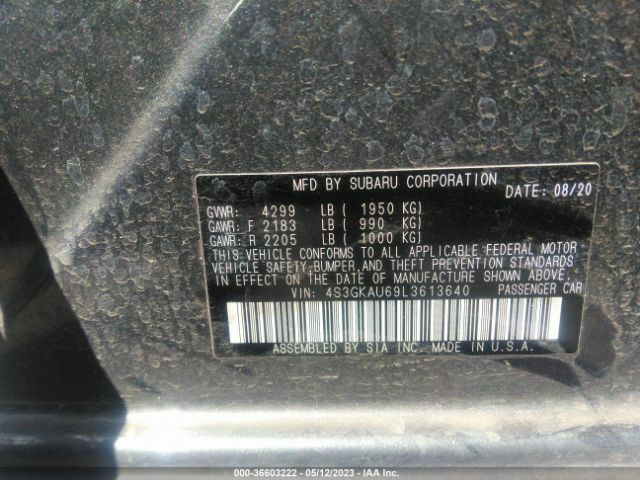 MFD BY SUBARU CORPORATION DATE: 08/20
GVWR: 4299 LB ( 1950 KG)
GAWR: F 2183 LB ( 990 KG)
GAWR: R 2205 LB ( 1000 KG)
THIS VEHICLE CONFORMS TO ALL APPLICABLE FEDERAL MOTOR
VEHICLE SAFETY, BUMPER, AND THEFT PREVENTION STANDARDS
IN EFFECT ON THE DATE OF MANUFACTURE SHOWN ABOVE.
VIN: 4S3GKAU69L3613640 PASSENGER CAR
ASSEMBLED BY SIA INC. MADE IN U.S.A.
000-36603222 - 05/12/2023 - IAA Inc.